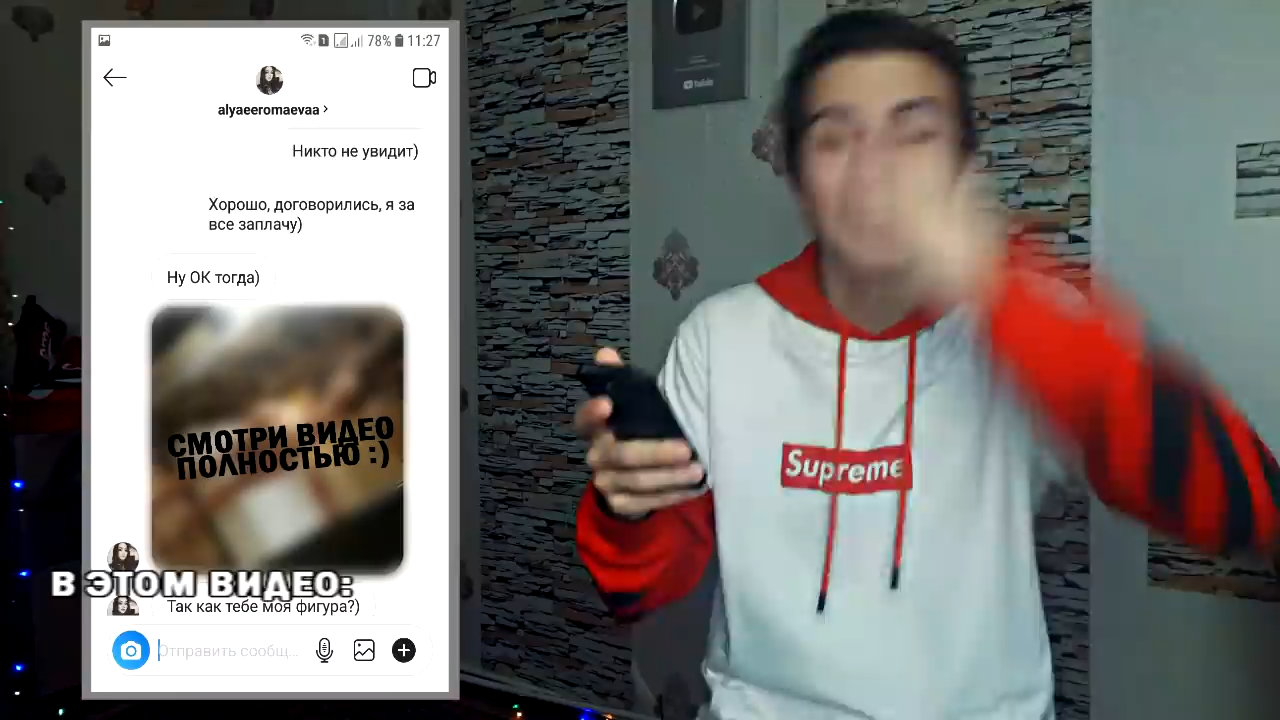 78% 11:27
alyaeeromaevaa
Никто не увидит)
Хорошо, договорились, я за
все заплачу)
Ну ОК тогда)
СМОТРИ ВИДЕО
ПОЛНОСТЬЮ :)
В ЭТОМ ВИДЕО:
Так как тебе моя фигура?)
Отправить сообщ...
YouTube
Supreme